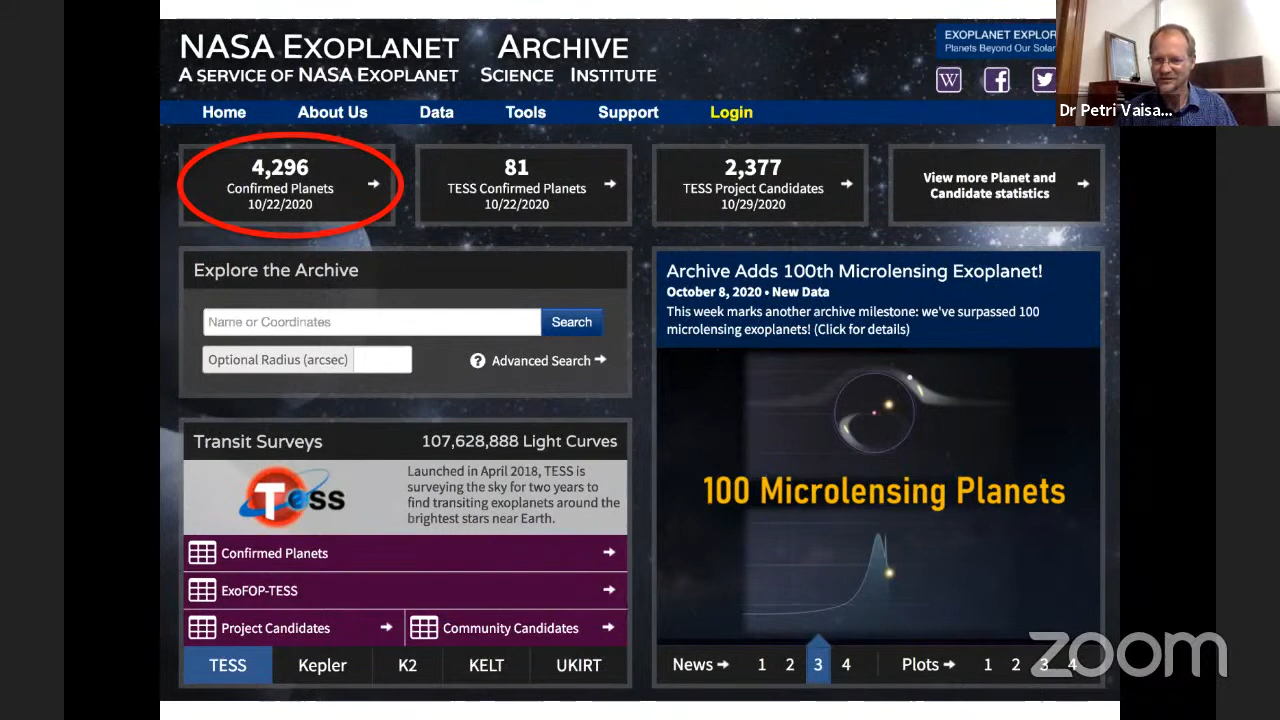 NASA EXOPLANET ARCHIVE
A SERVICE OF NASA EXOPLANET SCIENCE INSTITUTE
EXOPLANET EXPLOR
Planets Beyond Our Solar
W
Dr Petri Vaisa...
Home About Us Data Tools Support Login
4,296
Confirmed Planets
10/22/2020
81
TESS Confirmed Planets
10/22/2020
2,377
TESS Project Candidates
10/29/2020
View more Planet and
Candidate statistics
Explore the Archive
Name or Coordinates
Search
Optional Radius (arcsec)
? Advanced Search
Archive Adds 100th Microlensing Exoplanet!
October 8, 2020 • New Data
This week marks another archive milestone: we've surpassed 100
microlensing exoplanets! (Click for details)
100 Microlensing Planets
Transit Surveys 107,628,888 Light Curves
Tess
Launched in April 2018, TESS is
surveying the sky for two years to
find transiting exoplanets around the
brightest stars near Earth.
Confirmed Planets
ExoFOP-TESS
Project Candidates
Community Candidates
TESS Kepler K2 KELT UKIRT
News 1 2 3 4 Plots 1 2 3 4
zoom